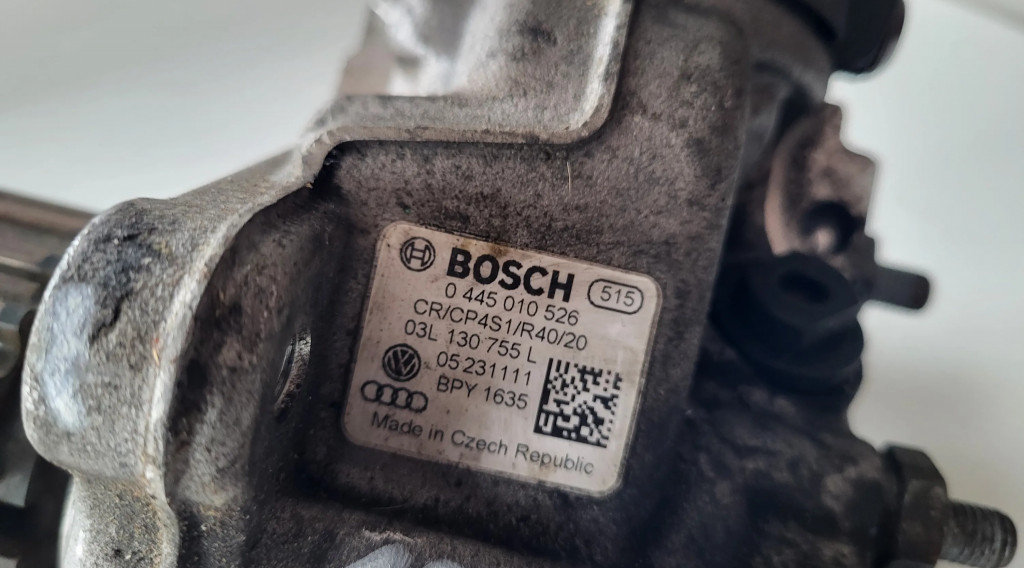 BOSCH 515
0 445 010 526
CR/CP4S1/R40/20
03L 130 755 L
05231111
BPY 1635
Made in Czech Republic